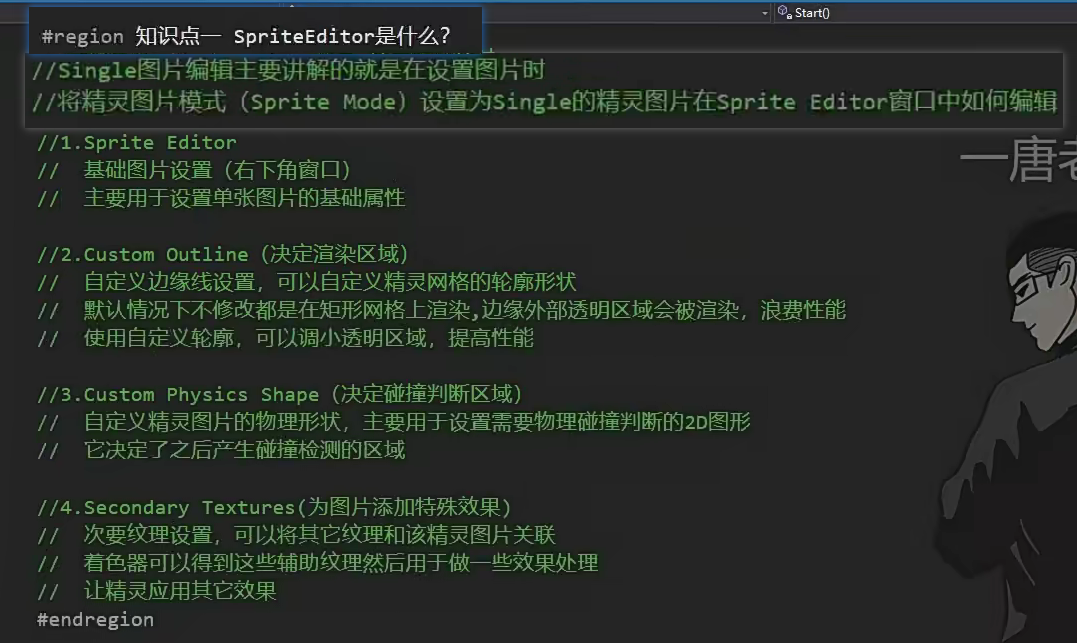 Start()
#region 知识点一 SpriteEditor是什么?
//Single图片编辑主要讲解的就是在设置图片时
//将精灵图片模式（Sprite Mode）设置为Single的精灵图片在Sprite Editor窗口中如何编辑
//1.Sprite Editor
// 基础图片设置（右下角窗口）
// 主要用于设置单张图片的基础属性
//2.Custom Outline（决定渲染区域）
// 自定义边缘线设置，可以自定义精灵网格的轮廓形状
// 默认情况下不修改都是在矩形网格上渲染,边缘外部透明区域会被渲染，浪费性能
// 使用自定义轮廓，可以调小透明区域，提高性能
//3.Custom Physics Shape（决定碰撞判断区域）
// 自定义精灵图片的物理形状，主要用于设置需要物理碰撞判断的2D图形
// 它决定了之后产生碰撞检测的区域
//4.Secondary Textures(为图片添加特殊效果）
// 次要纹理设置，可以将其它纹理和该精灵图片关联
// 着色器可以得到这些辅助纹理然后用于做一些效果处理
// 让精灵应用其它效果
#endregion
一唐